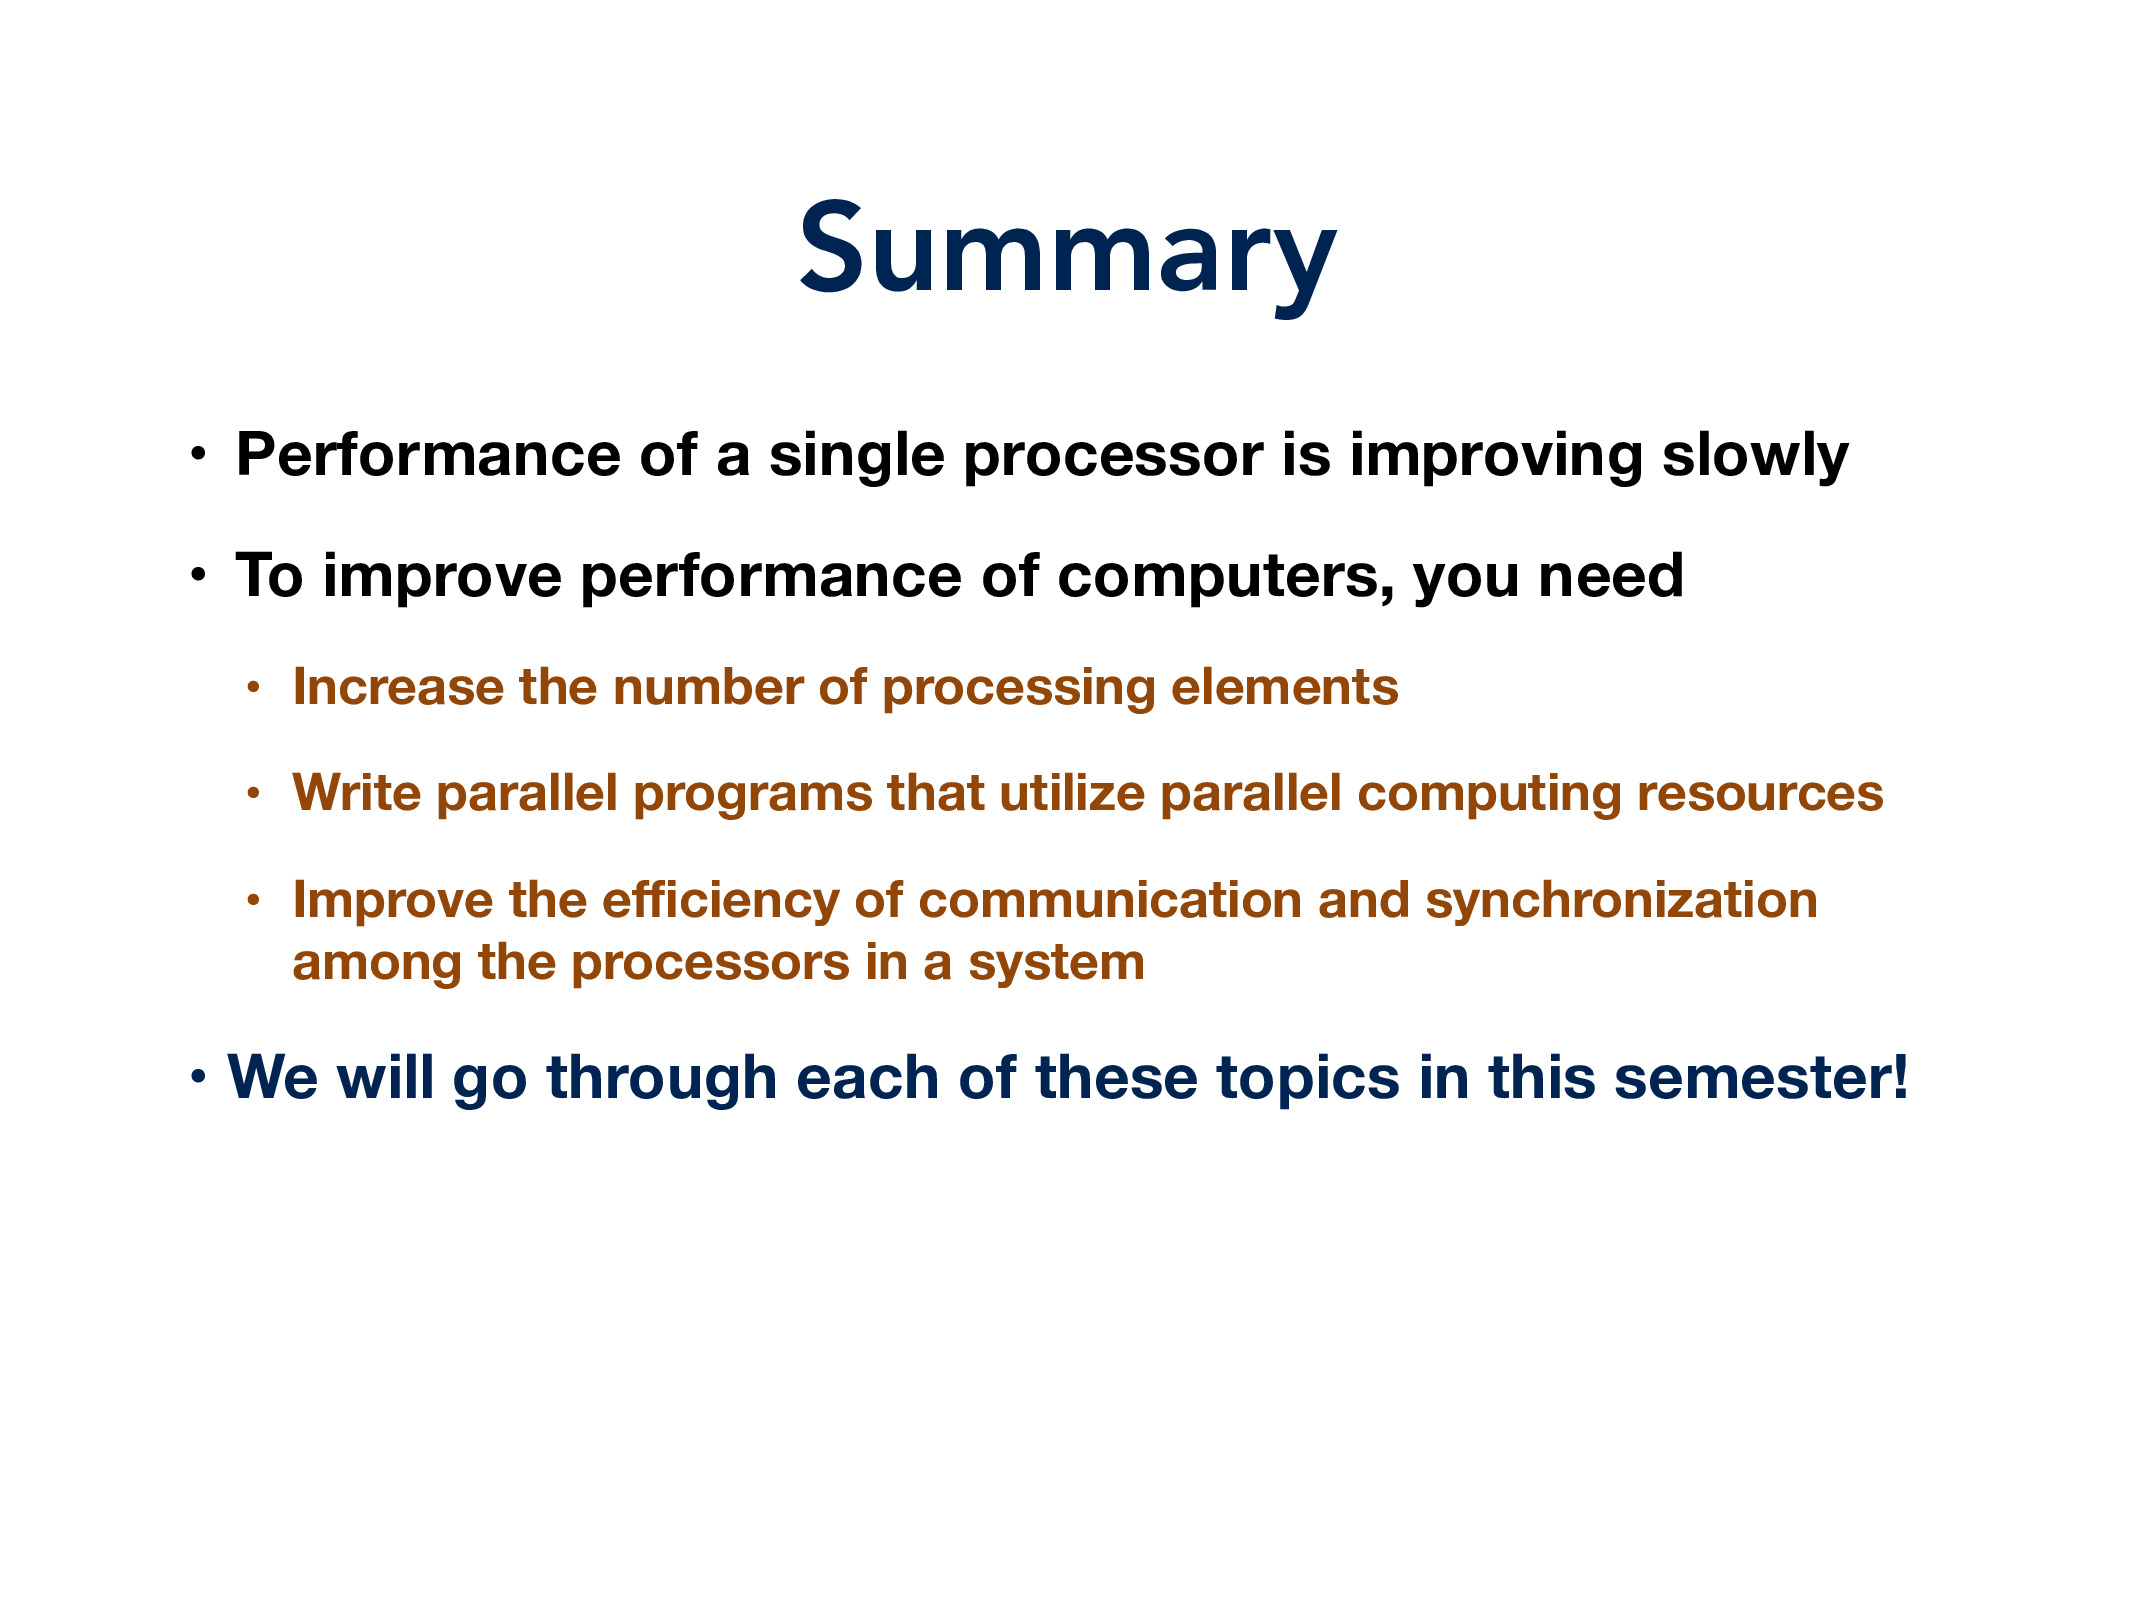 Summary
• Performance of a single processor is improving slowly
• To improve performance of computers, you need
• Increase the number of processing elements
• Write parallel programs that utilize parallel computing resources
• Improve the efficiency of communication and synchronization
among the processors in a system
• We will go through each of these topics in this semester!